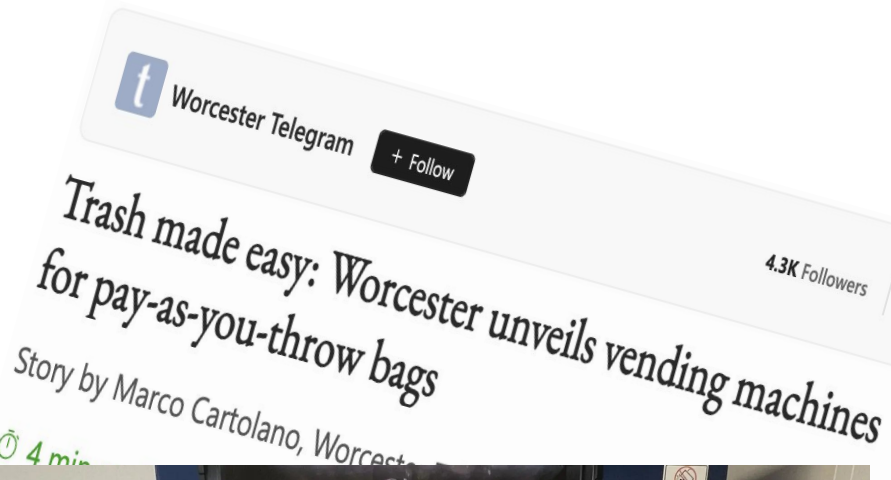 t
Worcester Telegram
+ Follow
4.3K Followers
Trash made easy: Worcester unveils vending machines
for pay-as-you-throw bags
Story by Marco Cartolano, Worceste
4 min